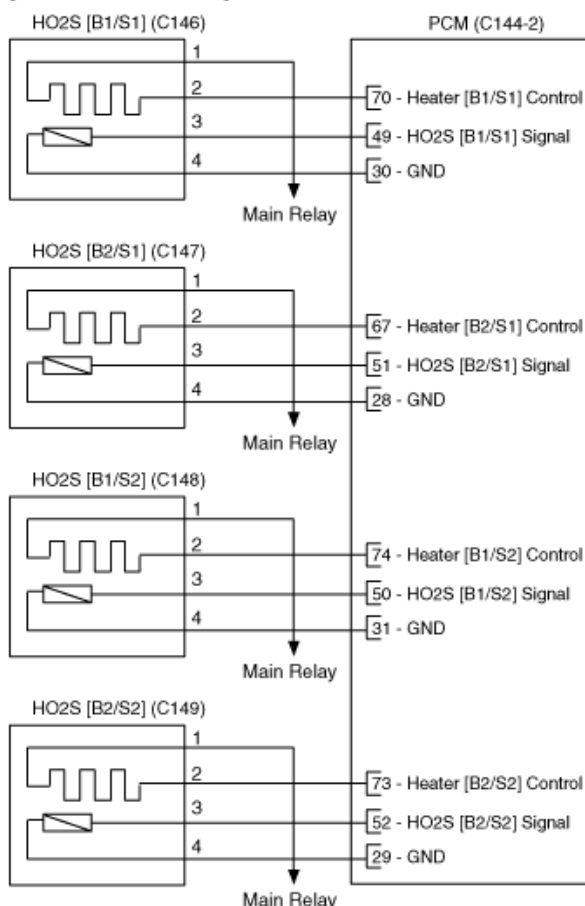 HO2S [B1/S1] (C146)
PCM (C144-2)
1
2
70 - Heater [B1/S1] Control
3
49 - HO2S [B1/S1] Signal
4
30 - GND
Main Relay
HO2S [B2/S1] (C147)
1
2
67 - Heater [B2/S1] Control
3
51 - HO2S [B2/S1] Signal
4
28 - GND
Main Relay
HO2S [B1/S2] (C148)
1
2
74 - Heater [B1/S2] Control
3
50 - HO2S [B1/S2] Signal
4
31 - GND
Main Relay
HO2S [B2/S2] (C149)
1
2
73 - Heater [B2/S2] Control
3
52 - HO2S [B2/S2] Signal
4
29 - GND
Main Relay